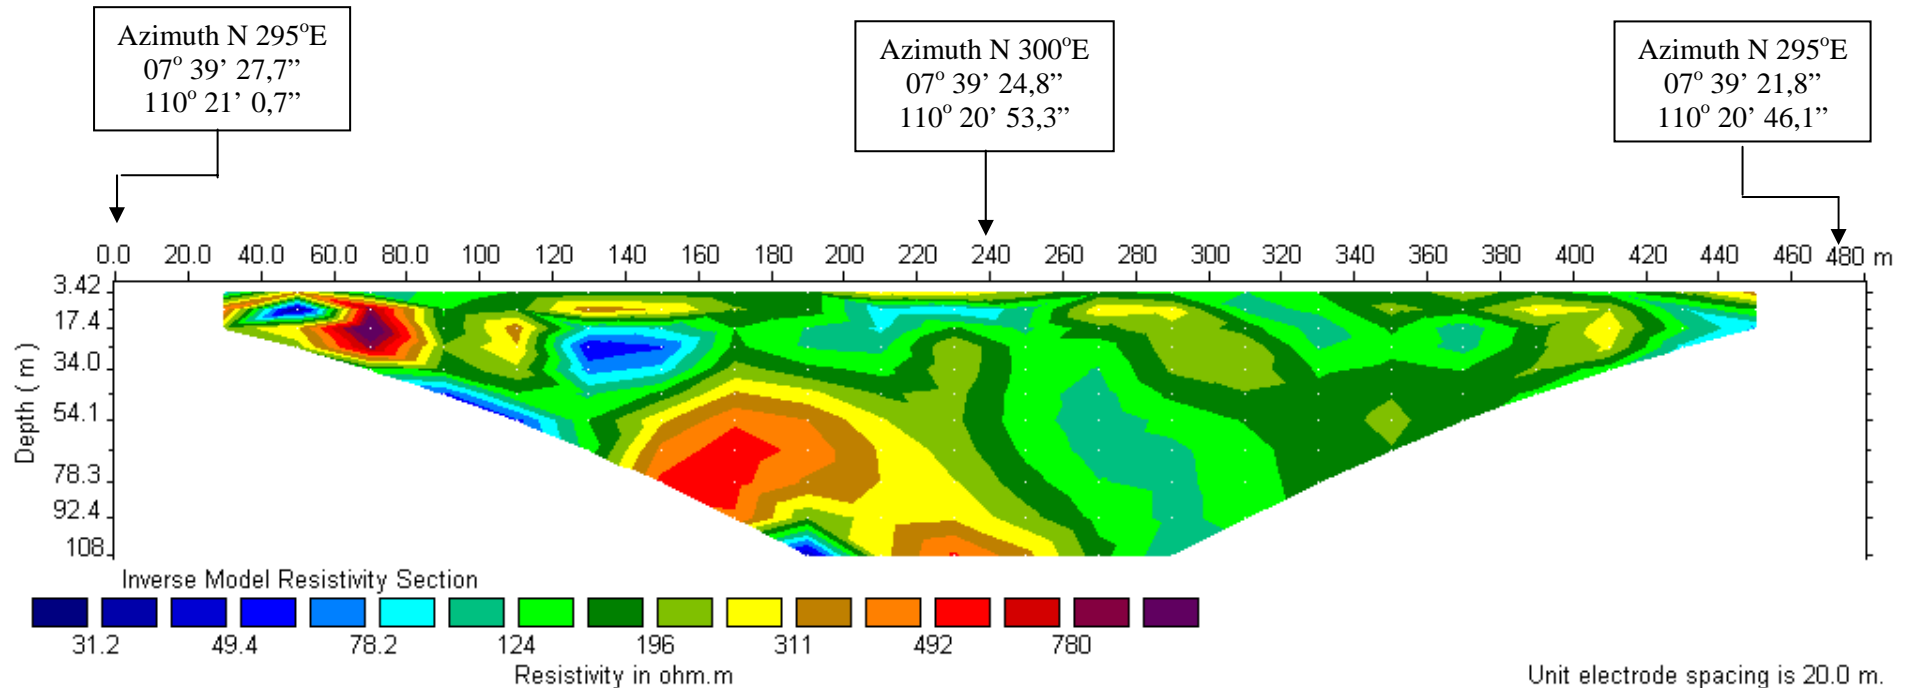 Azimuth N 295°E
07° 39’ 27,7”
110° 21’ 0,7”
Azimuth N 300°E
07° 39’ 24,8”
110° 20’ 53,3”
Azimuth N 295°E
07° 39’ 21,8”
110° 20’ 46,1”
0.0 20.0 40.0 60.0 80.0 100 120 140 160 180 200 220 240 260 280 300 320 340 360 380 400 420 440 460 480 m
Depth ( m )
3.42
17.4
34.0
54.1
78.3
92.4
108
Inverse Model Resistivity Section
31.2 49.4 78.2 124 196 311 492 780
Resistivity in ohm.m
Unit electrode spacing is 20.0 m.